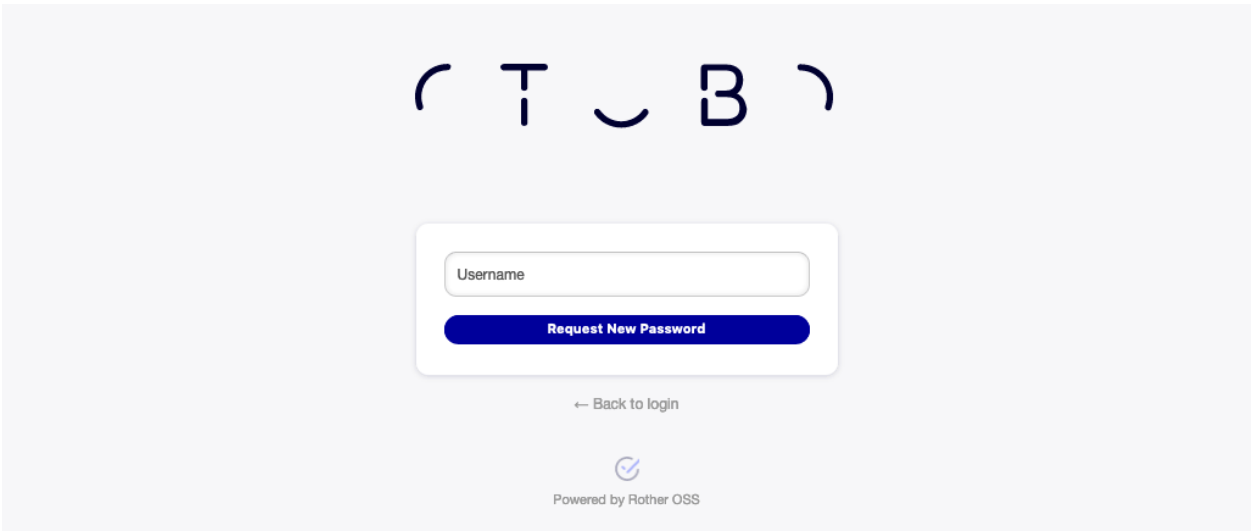 T B
Username
Request New Password
← Back to login
Powered by Rother OSS